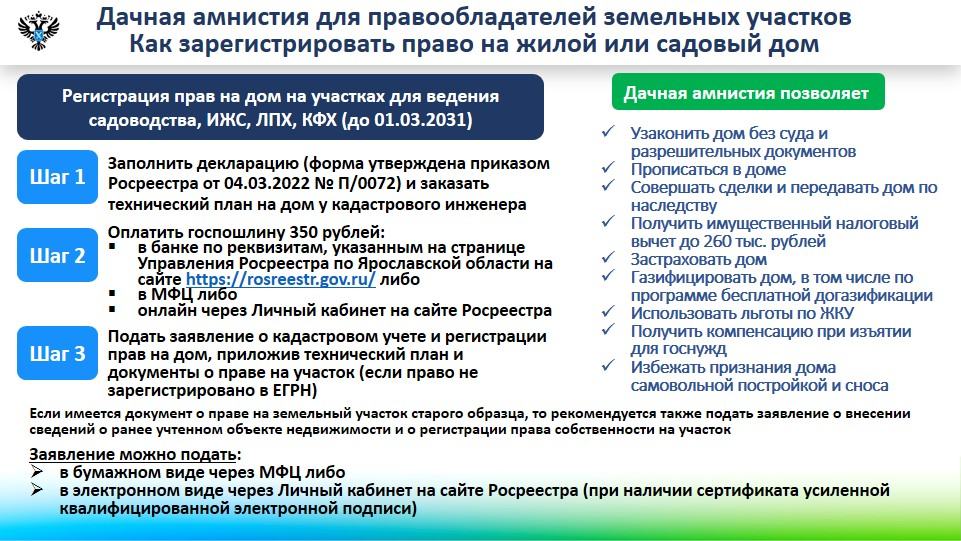 Дачная амнистия для правообладателей земельных участков
Как зарегистрировать право на жилой или садовый дом
Регистрация прав на дом на участках для ведения
садоводства, ИЖС, ЛПХ, КФХ (до 01.03.2031)
Шаг 1
Заполнить декларацию (форма утверждена приказом
Росреестра от 04.03.2022 № П/0072) и заказать
технический план на дом у кадастрового инженера
Шаг 2
Оплатить госпошлину 350 рублей:
▪ в банке по реквизитам, указанным на странице
Управления Росреестра по Ярославской области на
сайте https://rosreestr.gov.ru/ либо
▪ в МФЦ либо
▪ онлайн через Личный кабинет на сайте Росреестра
Шаг 3
Подать заявление о кадастровом учете и регистрации
прав на дом, приложив технический план и
документы о праве на участок (если право не
зарегистрировано в ЕГРН)
Дачная амнистия позволяет
✓ Узаконить дом без суда и
разрешительных документов
✓ Прописаться в доме
✓ Совершать сделки и передавать дом по
наследству
✓ Получить имущественный налоговый
вычет до 260 тыс. рублей
✓ Застраховать дом
✓ Газифицировать дом, в том числе по
программе бесплатной догазификации
✓ Использовать льготы по ЖКУ
✓ Получить компенсацию при изъятии
для госнужд
✓ Избежать признания дома
самовольной постройкой и сноса
Если имеется документ о праве на земельный участок старого образца, то рекомендуется также подать заявление о внесении
сведений о ранее учтенном объекте недвижимости и о регистрации права собственности на участок
Заявление можно подать:
➢ в бумажном виде через МФЦ либо
➢ в электронном виде через Личный кабинет на сайте Росреестра (при наличии сертификата усиленной
квалифицированной электронной подписи)